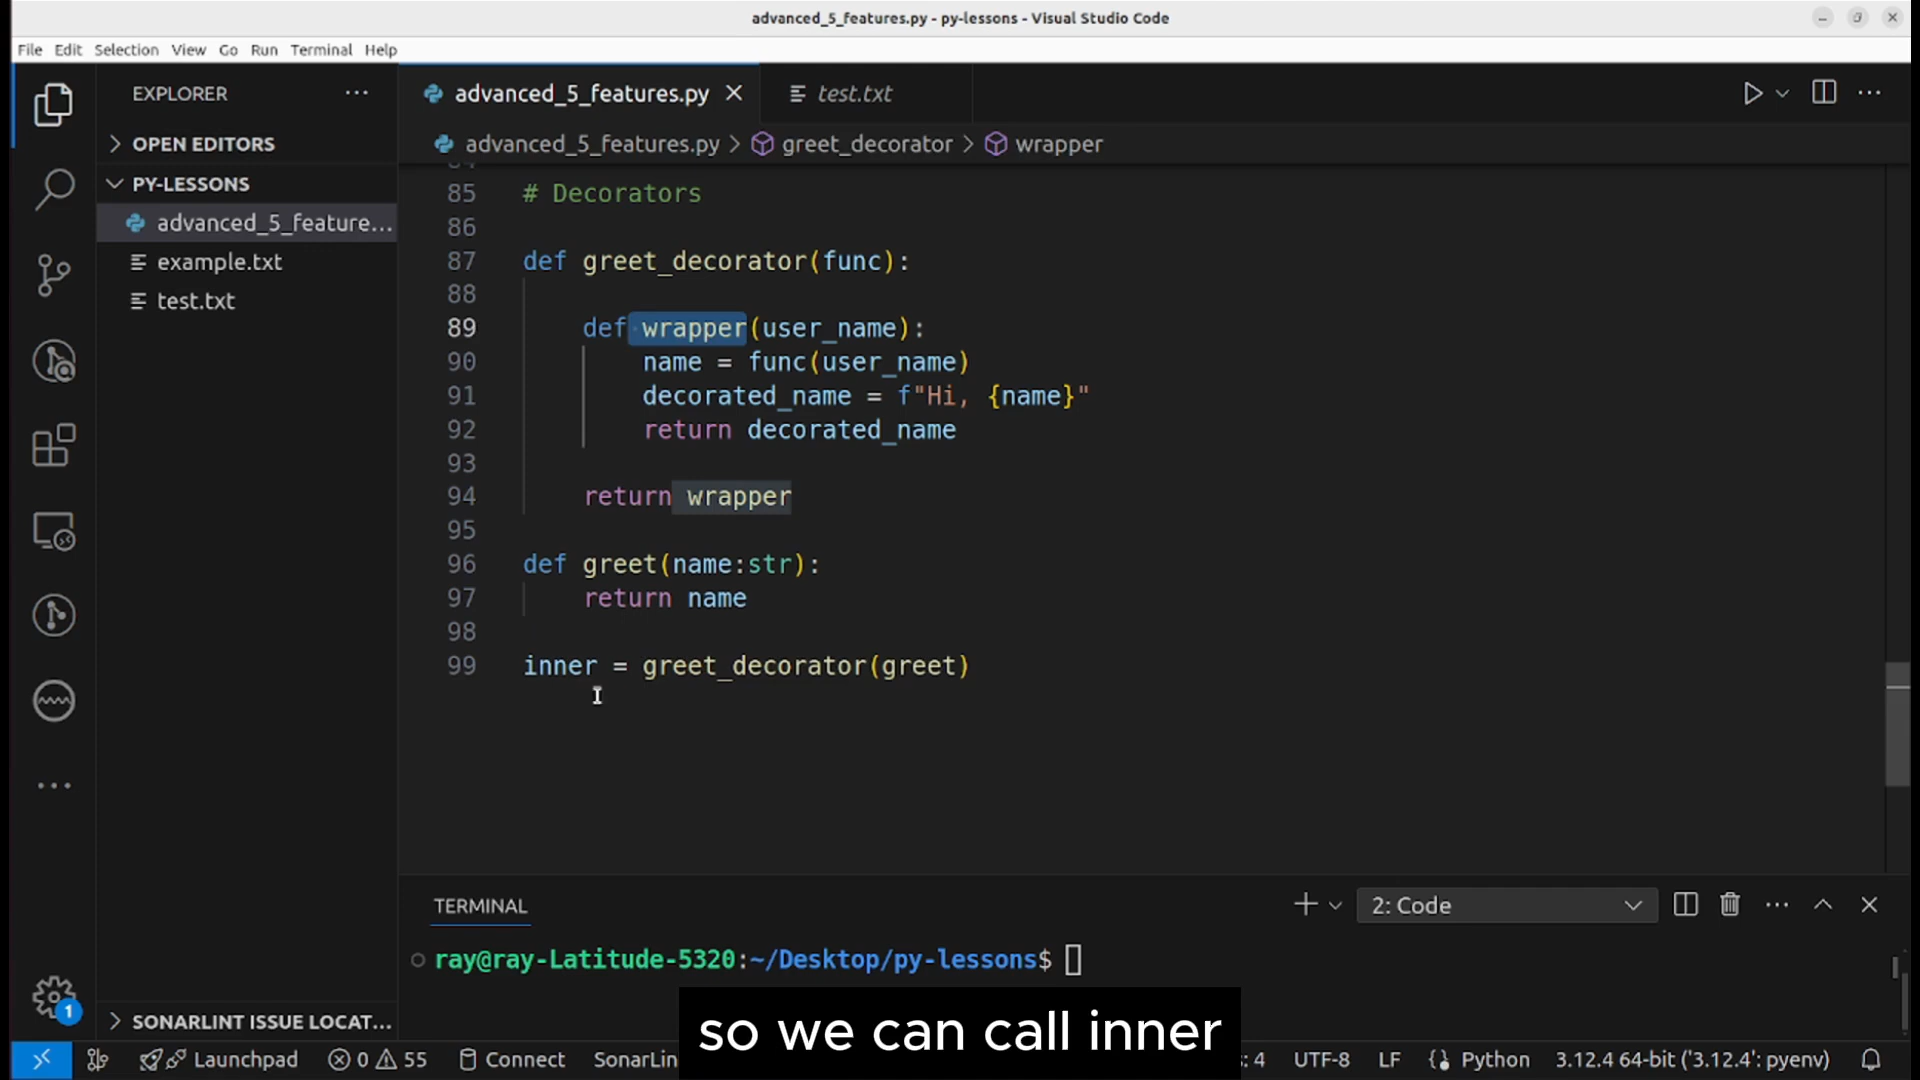 advanced_5_features.py - py-lessons - Visual Studio Code
File Edit Selection View Go Run Terminal Help
EXPLORER
advanced_5_features.py
test.txt
OPEN EDITORS
advanced_5_features.py > greet_decorator > wrapper
PY-LESSONS
advanced_5_feature...
example.txt
test.txt
85 # Decorators
86
87 def greet_decorator(func):
88
89 def wrapper(user_name):
90 name = func(user_name)
91 decorated_name = f"Hi, {name}"
92 return decorated_name
93
94 return wrapper
95
96 def greet(name:str):
97 return name
98
99 inner = greet_decorator(greet)
TERMINAL
2: Code
ray@ray-Latitude-5320:~/Desktop/py-lessons$
SONARLINT ISSUE LOCAT...
1
so we can call inner
Launchpad 0 55 Connect SonarLin : 4 UTF-8 LF Python 3.12.4 64-bit ('3.12.4': pyenv)